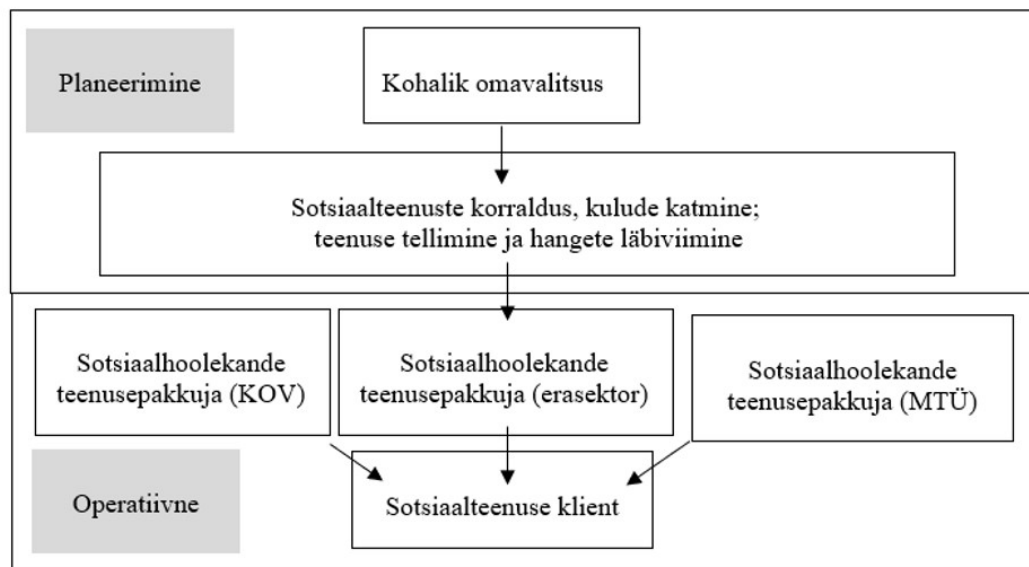 Planeerimine
Kohalik omavalitsus
Sotsiaalteenuste korraldus, kulude katmine;
teenuse tellimine ja hangete läbiviimine
Sotsiaalhoolekande
teenusepakkuja (KOV)
Sotsiaalhoolekande
teenusepakkuja (erasektor)
Sotsiaalhoolekande
teenusepakkuja (MTÜ)
Operatiivne
Sotsiaalteenuse klient